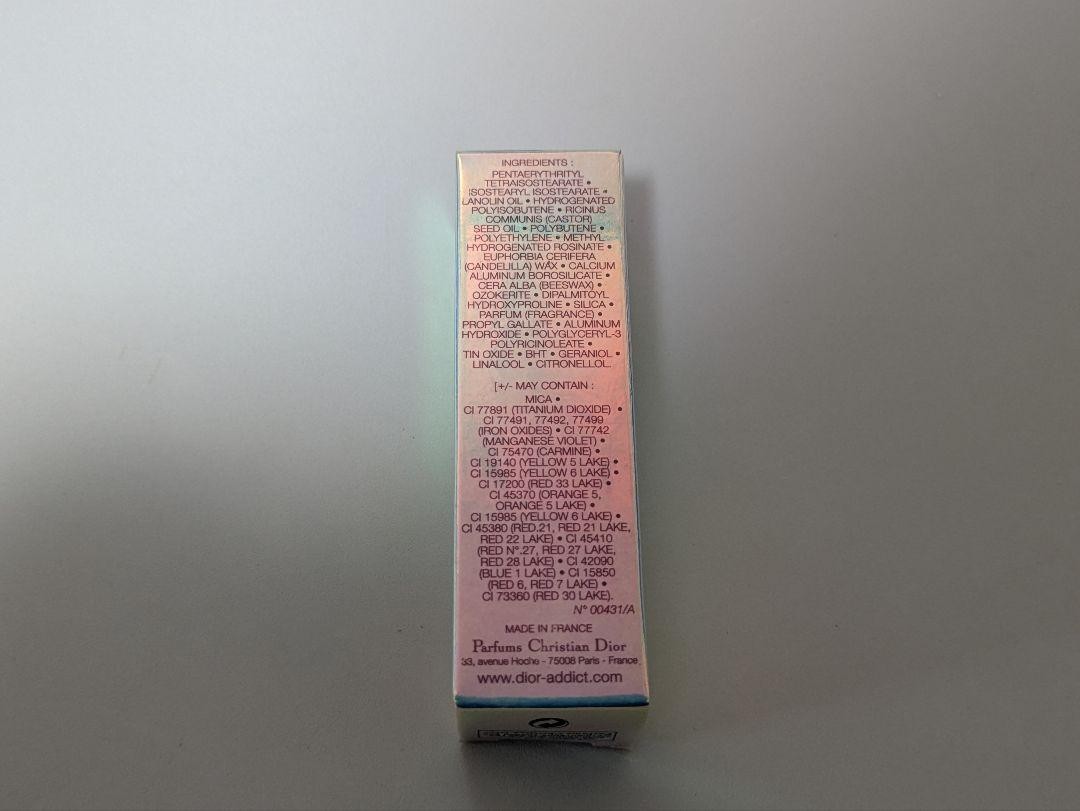 INGREDIENTS :
PENTAERYTHRITYL
TETRAISOSTEARATE •
ISOSTEARYL ISOSTEARATE •
LANOLIN OIL • HYDROGENATED
POLYISOBUTENE • RICINUS
COMMUNIS (CASTOR)
SEED OIL • POLYBUTENE •
POLYETHYLENE • METHYL
HYDROGENATED ROSINATE •
EUPHORBIA CERIFERA
(CANDELILLA) WAX • CALCIUM
ALUMINUM BOROSILICATE •
CERA ALBA (BEESWAX) •
OZOKERITE • DIPALMITOYL
HYDROXYPROLINE • SILICA •
PARFUM (FRAGRANCE) •
PROPYL GALLATE • ALUMINUM
HYDROXIDE • POLYGLYCERYL-3
POLYRICINOLEATE •
TIN OXIDE • BHT • GERANIOL •
LINALOOL • CITRONELLOL.
[+/- MAY CONTAIN :
MICA •
CI 77891 (TITANIUM DIOXIDE) •
CI 77491, 77492, 77499
(IRON OXIDES) • CI 77742
(MANGANESE VIOLET) •
CI 75470 (CARMINE) •
CI 19140 (YELLOW 5 LAKE) •
CI 15985 (YELLOW 6 LAKE) •
CI 17200 (RED 33 LAKE) •
CI 45370 (ORANGE 5,
ORANGE 5 LAKE) •
CI 15985 (YELLOW 6 LAKE) •
CI 45380 (RED.21, RED 21 LAKE,
RED 22 LAKE) • CI 45410
(RED N°.27, RED 27 LAKE,
RED 28 LAKE) • CI 42090
(BLUE 1 LAKE) • CI 15850
(RED 6, RED 7 LAKE) •
CI 73360 (RED 30 LAKE).
N° 00431/A
MADE IN FRANCE
Parfums Christian Dior
33, avenue Hoche - 75008 Paris - France
www.dior-addict.com